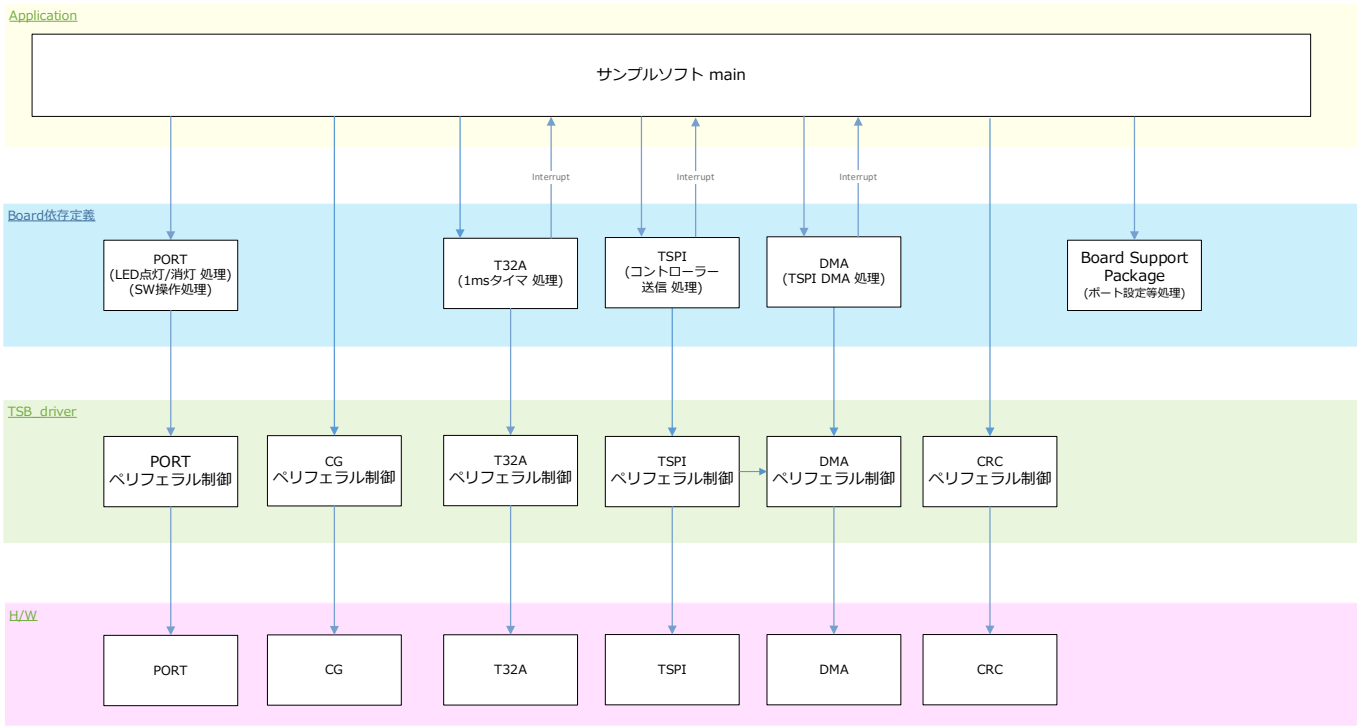 Application
サンプルソフト main
Interrupt
Interrupt
Interrupt
Board依存定義
PORT
(LED点灯/消灯 処理)
(SW操作処理)
T32A
(1msタイマ 処理)
TSPI
(コントローラー
送信 処理)
DMA
(TSPI DMA 処理)
Board Support
Package
(ポート設定等処理)
TSB_driver
PORT
ペリフェラル制御
CG
ペリフェラル制御
T32A
ペリフェラル制御
TSPI
ペリフェラル制御
DMA
ペリフェラル制御
CRC
ペリフェラル制御
H/W
PORT
CG
T32A
TSPI
DMA
CRC